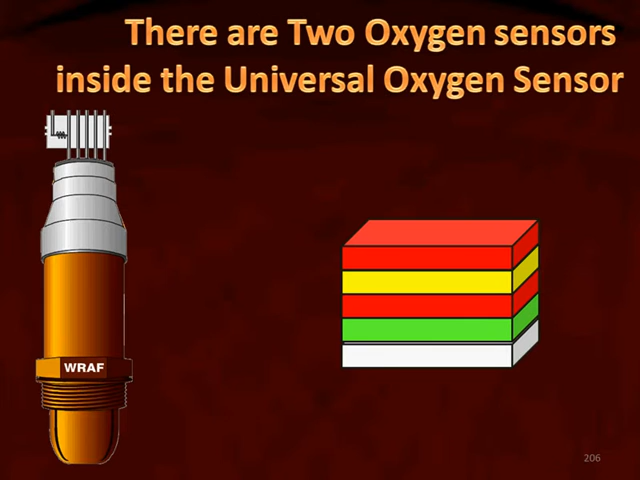 There are Two Oxygen sensors
inside the Universal Oxygen Sensor
WRAF
206